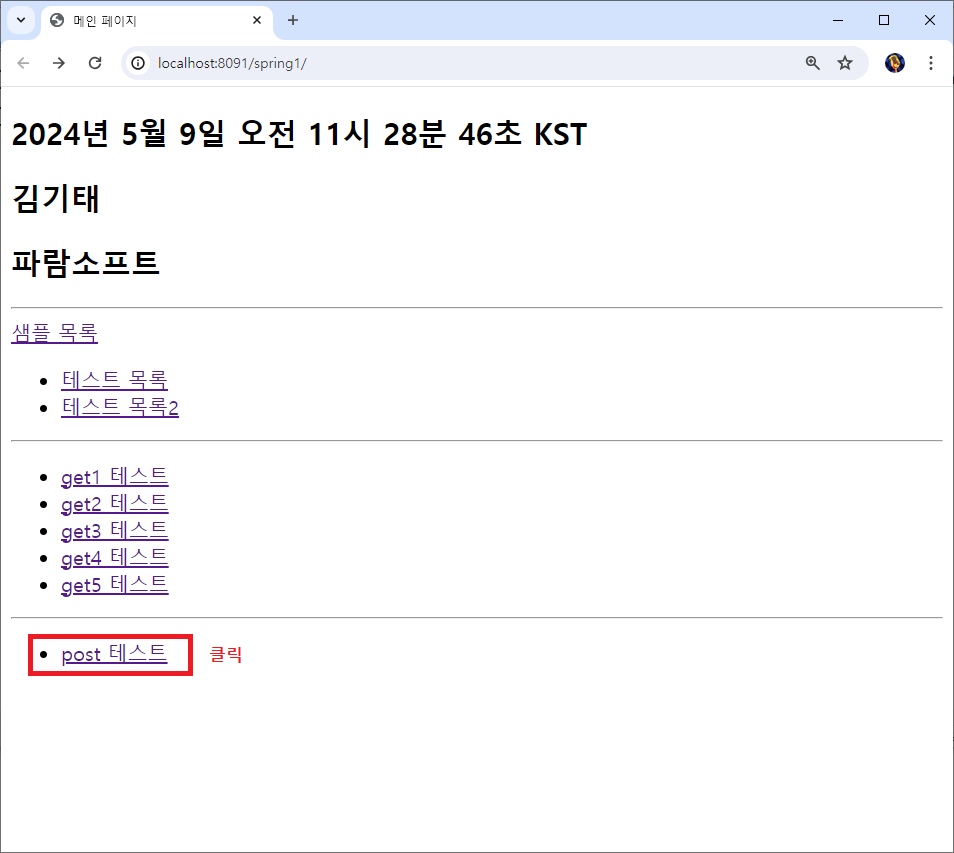 메인 페이지
localhost:8091/spring1/
2024년 5월 9일 오전 11시 28분 46초 KST
김기태
파람소프트
샘플 목록
테스트 목록
테스트 목록2
get1 테스트
get2 테스트
get3 테스트
get4 테스트
get5 테스트
post 테스트 클릭